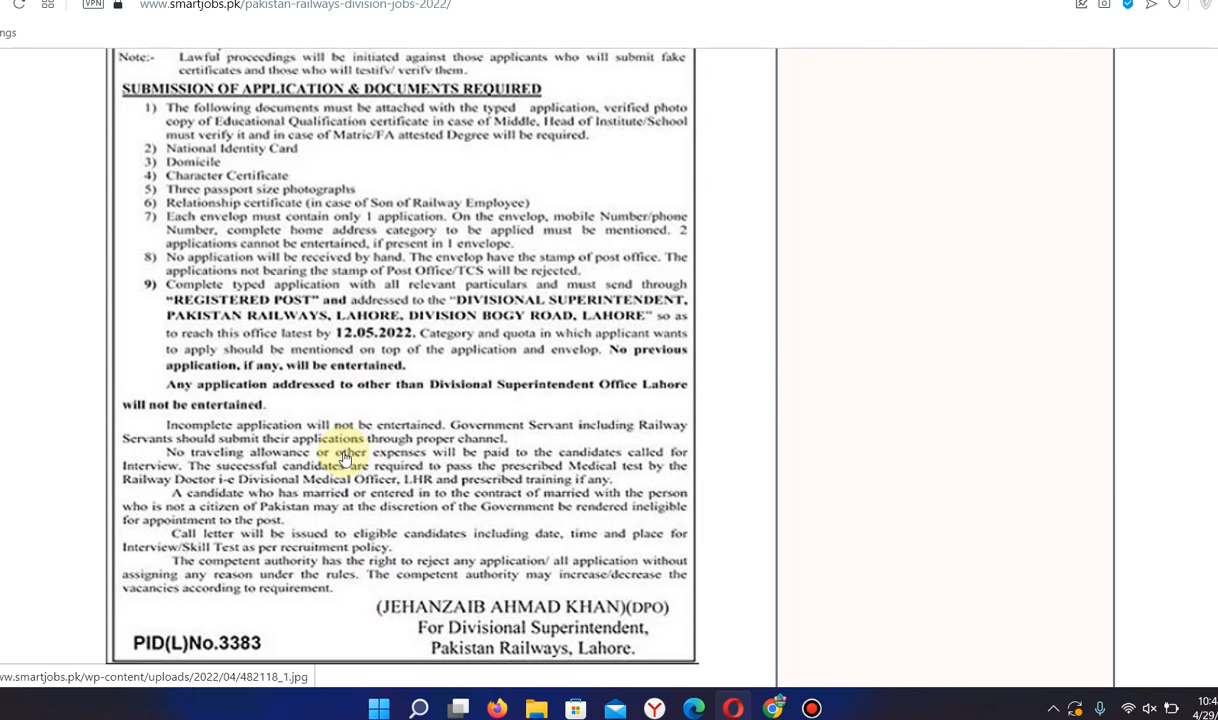 VPN www.smartjobs.pk/pakistan-railways-division-jobs-2022/
ngs
Note:- Lawful proceedings will be initiated against those applicants who will submit fake
certificates and those who will testify/ verify them.
SUBMISSION OF APPLICATION & DOCUMENTS REQUIRED
1) The following documents must be attached with the typed application, verified photo
copy of Educational Qualification certificate in case of Middle, Head of Institute/School
must verify it and in case of Matric/FA attested Degree will be required.
2) National Identity Card
3) Domicile
4) Character Certificate
5) Three passport size photographs
6) Relationship certificate (in case of Son of Railway Employee)
7) Each envelop must contain only 1 application. On the envelop, mobile Number/phone
Number, complete home address category to be applied must be mentioned. 2
applications cannot be entertained, if present in 1 envelope.
8) No application will be received by hand. The envelop have the stamp of post office. The
applications not bearing the stamp of Post Office/TCS will be rejected.
9) Complete typed application with all relevant particulars and must send through
“REGISTERED POST” and addressed to the “DIVISIONAL SUPERINTENDENT,
PAKISTAN RAILWAYS, LAHORE, DIVISION BOGY ROAD, LAHORE” so as
to reach this office latest by 12.05.2022. Category and quota in which applicant wants
to apply should be mentioned on top of the application and envelop. No previous
application, if any, will be entertained.
Any application addressed to other than Divisional Superintendent Office Lahore
will not be entertained.
Incomplete application will not be entertained. Government Servant including Railway
Servants should submit their applications through proper channel.
No traveling allowance or other expenses will be paid to the candidates called for
Interview. The successful candidates are required to pass the prescribed Medical test by the
Railway Doctor i-e Divisional Medical Officer, LHR and prescribed training if any.
A candidate who has married or entered in to the contract of married with the person
who is not a citizen of Pakistan may at the discretion of the Government be rendered ineligible
for appointment to the post.
Call letter will be issued to eligible candidates including date, time and place for
Interview/Skill Test as per recruitment policy.
The competent authority has the right to reject any application/ all application without
assigning any reason under the rules. The competent authority may increase/decrease the
vacancies according to requirement.
(JEHANZAIB AHMAD KHAN)(DPO)
For Divisional Superintendent,
PID(L)No.3383 Pakistan Railways, Lahore.
ww.smartjobs.pk/wp-content/uploads/2022/04/482118_1.jpg
10:4
4/29/